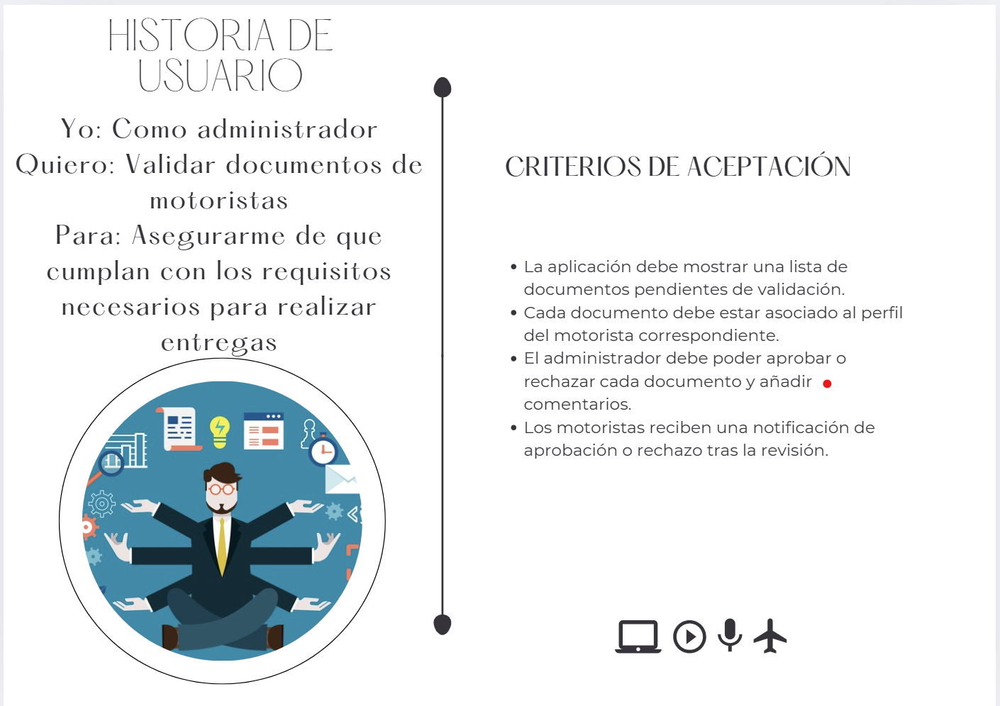 HISTORIA DE
USUARIO
Yo: Como administrador
Quiero: Validar documentos de
motoristas
Para: Asegurarme de que
cumplan con los requisitos
necesarios para realizar
entregas
CRITERIOS DE ACEPTACIÓN
• La aplicación debe mostrar una lista de
documentos pendientes de validación.
• Cada documento debe estar asociado al perfil
del motorista correspondiente.
• El administrador debe poder aprobar o
rechazar cada documento y añadir
comentarios.
• Los motoristas reciben una notificación de
aprobación o rechazo tras la revisión.